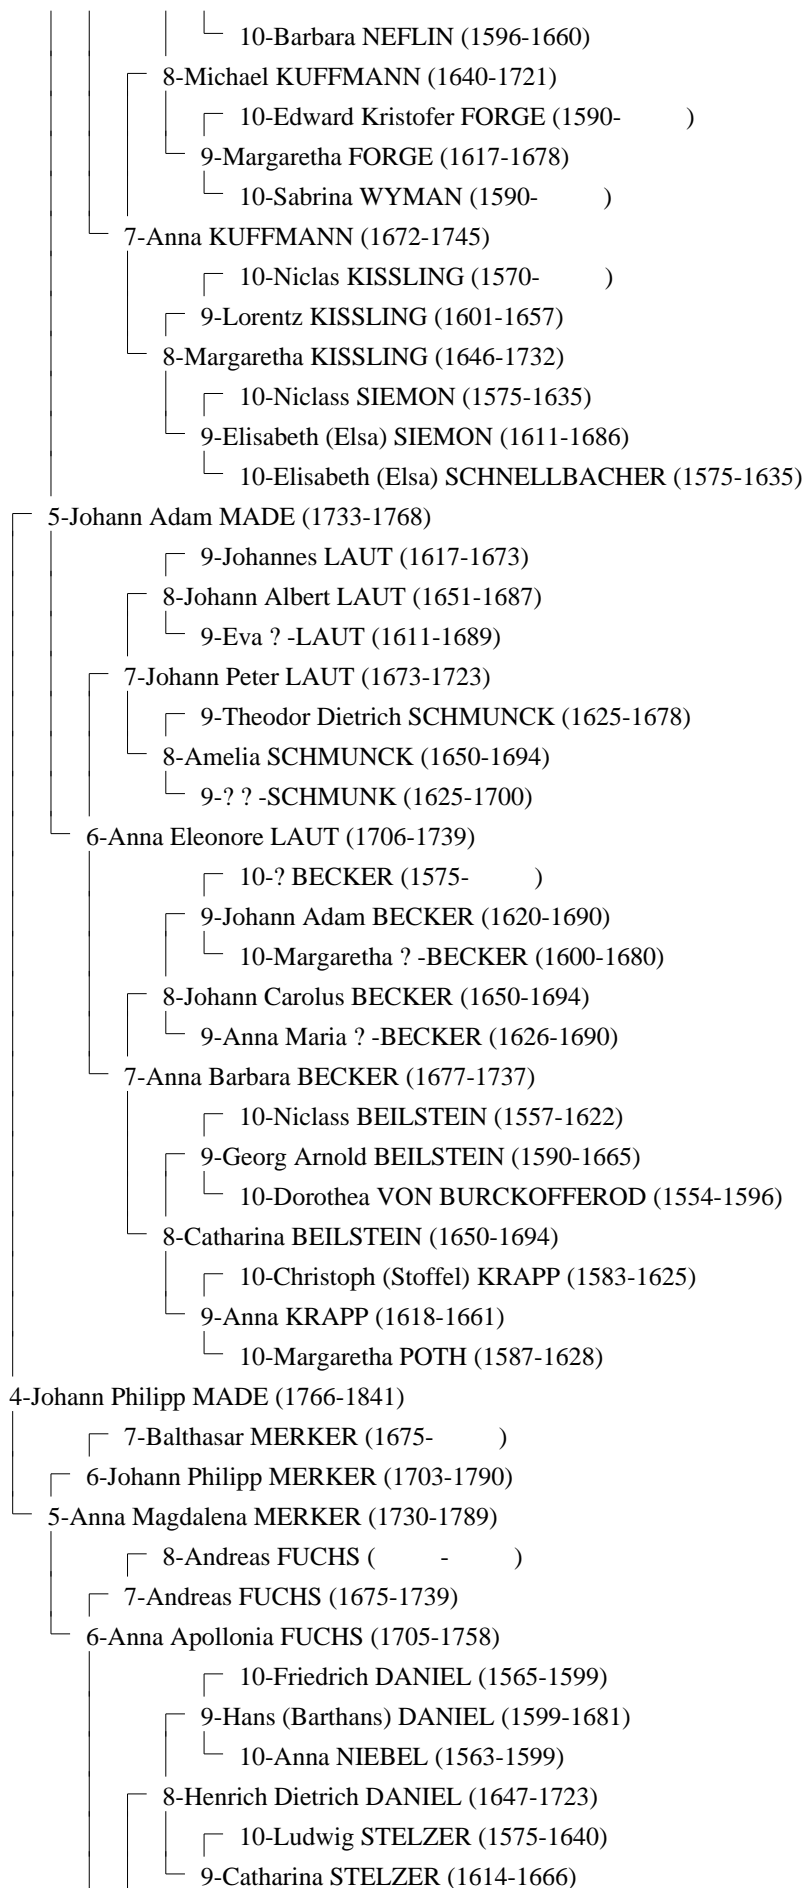 10-Barbara NEFLIN (1596-1660)
8-Michael KUFFMANN (1640-1721)
10-Edward Kristofer FORGE (1590- )
9-Margaretha FORGE (1617-1678)
10-Sabrina WYMAN (1590- )
7-Anna KUFFMANN (1672-1745)
10-Niclas KISSLING (1570- )
9-Lorentz KISSLING (1601-1657)
8-Margaretha KISSLING (1646-1732)
10-Niclass SIEMON (1575-1635)
9-Elisabeth (Elsa) SIEMON (1611-1686)
10-Elisabeth (Elsa) SCHNELLBACHER (1575-1635)
5-Johann Adam MADE (1733-1768)
9-Johannes LAUT (1617-1673)
8-Johann Albert LAUT (1651-1687)
9-Eva ? -LAUT (1611-1689)
7-Johann Peter LAUT (1673-1723)
9-Theodor Dietrich SCHMUNCK (1625-1678)
8-Amelia SCHMUNCK (1650-1694)
9-? ? -SCHMUNK (1625-1700)
6-Anna Eleonore LAUT (1706-1739)
10-? BECKER (1575- )
9-Johann Adam BECKER (1620-1690)
10-Margaretha ? -BECKER (1600-1680)
8-Johann Carolus BECKER (1650-1694)
9-Anna Maria ? -BECKER (1626-1690)
7-Anna Barbara BECKER (1677-1737)
10-Niclass BEILSTEIN (1557-1622)
9-Georg Arnold BEILSTEIN (1590-1665)
10-Dorothea VON BURCKOFFEROD (1554-1596)
8-Catharina BEILSTEIN (1650-1694)
10-Christoph (Stoffel) KRAPP (1583-1625)
9-Anna KRAPP (1618-1661)
10-Margaretha POTH (1587-1628)
4-Johann Philipp MADE (1766-1841)
7-Balthasar MERKER (1675- )
6-Johann Philipp MERKER (1703-1790)
5-Anna Magdalena MERKER (1730-1789)
8-Andreas FUCHS ( - )
7-Andreas FUCHS (1675-1739)
6-Anna Apollonia FUCHS (1705-1758)
10-Friedrich DANIEL (1565-1599)
9-Hans (Barthans) DANIEL (1599-1681)
10-Anna NIEBEL (1563-1599)
8-Henrich Dietrich DANIEL (1647-1723)
10-Ludwig STELZER (1575-1640)
9-Catharina STELZER (1614-1666)